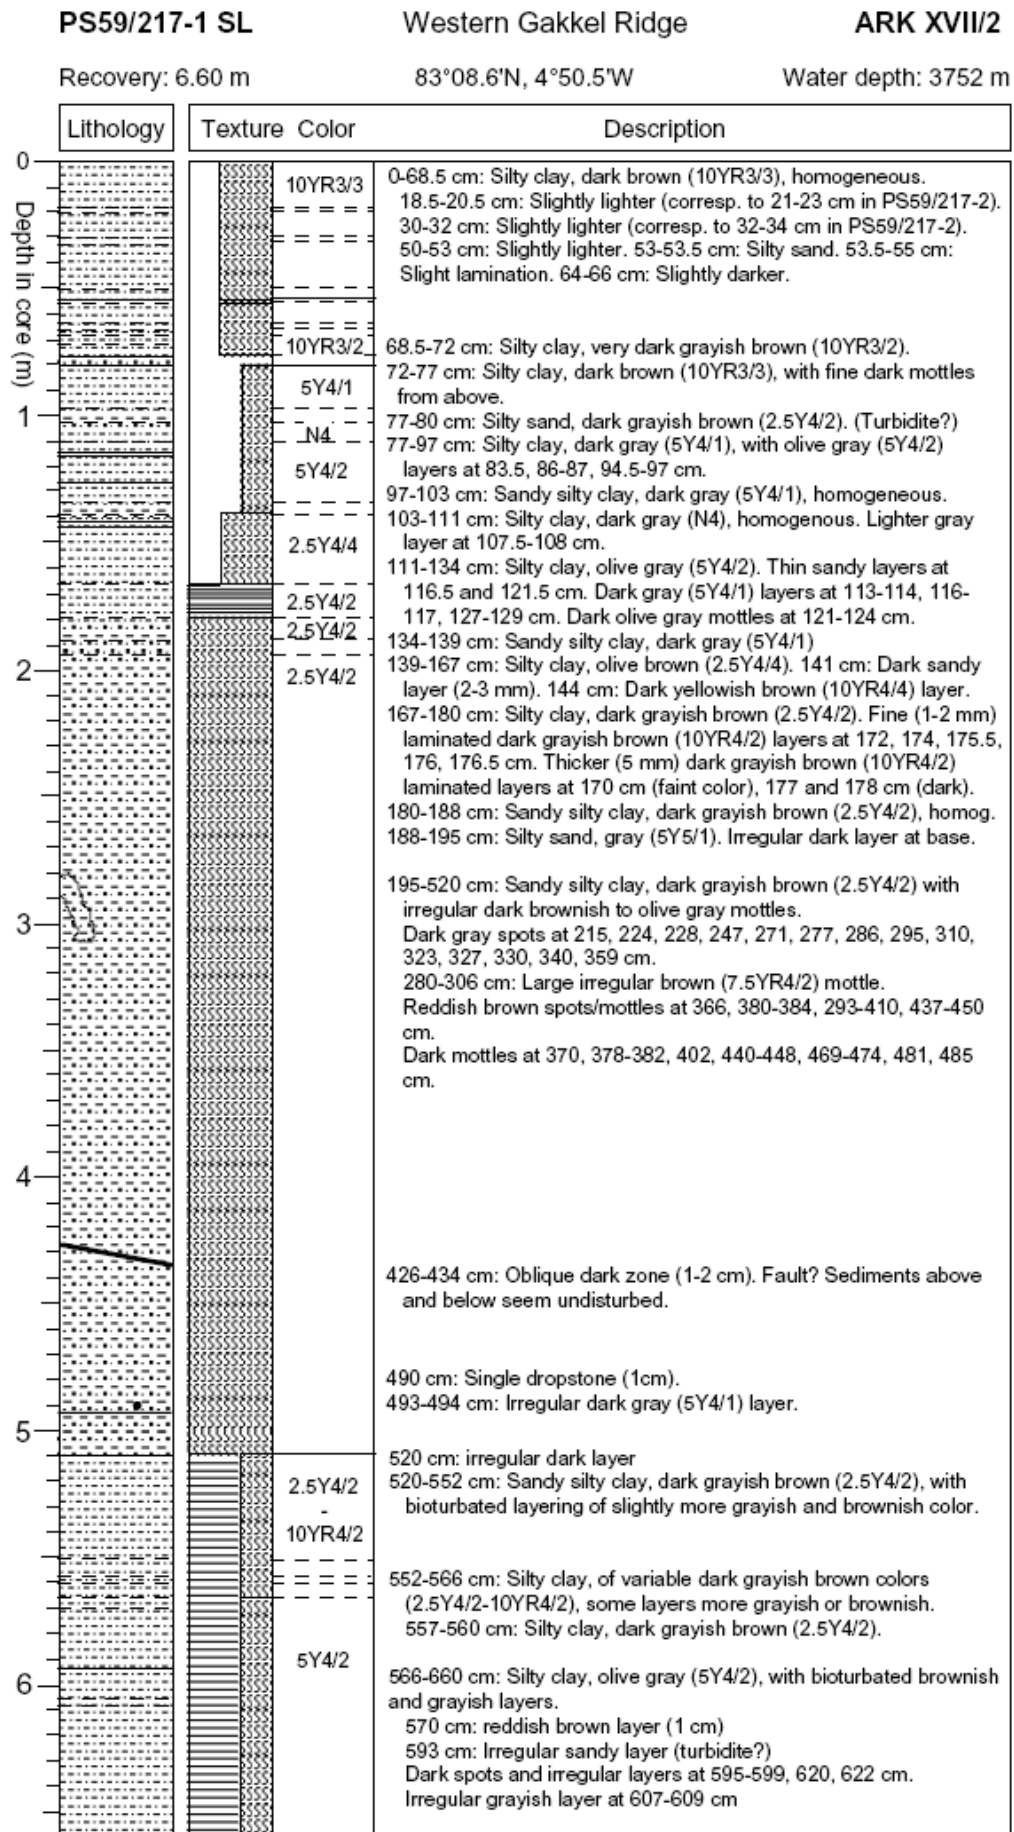 PS59/217-1 SL Western Gakkel Ridge ARK XVII/2
Recovery: 6.60 m 83°08.6'N, 4°50.5'W Water depth: 3752 m
Lithology Texture Color Description
0
Depth in core (m)
1
2
3
4
5
6
10YR3/3
10YR3/2
5Y4/1
N4
5Y4/2
2.5Y4/4
2.5Y4/2
2.5Y4/2
2.5Y4/2
2.5Y4/2
-
10YR4/2
5Y4/2
0-68.5 cm: Silty clay, dark brown (10YR3/3), homogeneous.
18.5-20.5 cm: Slightly lighter (corresp. to 21-23 cm in PS59/217-2).
30-32 cm: Slightly lighter (corresp. to 32-34 cm in PS59/217-2).
50-53 cm: Slightly lighter. 53-53.5 cm: Silty sand. 53.5-55 cm:
Slight lamination. 64-66 cm: Slightly darker.
68.5-72 cm: Silty clay, very dark grayish brown (10YR3/2).
72-77 cm: Silty clay, dark brown (10YR3/3), with fine dark mottles
from above.
77-80 cm: Silty sand, dark grayish brown (2.5Y4/2). (Turbidite?)
77-97 cm: Silty clay, dark gray (5Y4/1), with olive gray (5Y4/2)
layers at 83.5, 86-87, 94.5-97 cm.
97-103 cm: Sandy silty clay, dark gray (5Y4/1), homogeneous.
103-111 cm: Silty clay, dark gray (N4), homogenous. Lighter gray
layer at 107.5-108 cm.
111-134 cm: Silty clay, olive gray (5Y4/2). Thin sandy layers at
116.5 and 121.5 cm. Dark gray (5Y4/1) layers at 113-114, 116-
117, 127-129 cm. Dark olive gray mottles at 121-124 cm.
134-139 cm: Sandy silty clay, dark gray (5Y4/1)
139-167 cm: Silty clay, olive brown (2.5Y4/4). 141 cm: Dark sandy
layer (2-3 mm). 144 cm: Dark yellowish brown (10YR4/4) layer.
167-180 cm: Silty clay, dark grayish brown (2.5Y4/2). Fine (1-2 mm)
laminated dark grayish brown (10YR4/2) layers at 172, 174, 175.5,
176, 176.5 cm. Thicker (5 mm) dark grayish brown (10YR4/2)
laminated layers at 170 cm (faint color), 177 and 178 cm (dark).
180-188 cm: Sandy silty clay, dark grayish brown (2.5Y4/2), homog.
188-195 cm: Silty sand, gray (5Y5/1). Irregular dark layer at base.
195-520 cm: Sandy silty clay, dark grayish brown (2.5Y4/2) with
irregular dark brownish to olive gray mottles.
Dark gray spots at 215, 224, 228, 247, 271, 277, 286, 295, 310,
323, 327, 330, 340, 359 cm.
280-306 cm: Large irregular brown (7.5YR4/2) mottle.
Reddish brown spots/mottles at 366, 380-384, 293-410, 437-450
cm.
Dark mottles at 370, 378-382, 402, 440-448, 469-474, 481, 485
cm.
426-434 cm: Oblique dark zone (1-2 cm). Fault? Sediments above
and below seem undisturbed.
490 cm: Single dropstone (1cm).
493-494 cm: Irregular dark gray (5Y4/1) layer.
520 cm: irregular dark layer
520-552 cm: Sandy silty clay, dark grayish brown (2.5Y4/2), with
bioturbated layering of slightly more grayish and brownish color.
552-566 cm: Silty clay, of variable dark grayish brown colors
(2.5Y4/2-10YR4/2), some layers more grayish or brownish.
557-560 cm: Silty clay, dark grayish brown (2.5Y4/2).
566-660 cm: Silty clay, olive gray (5Y4/2), with bioturbated brownish
and grayish layers.
570 cm: reddish brown layer (1 cm)
593 cm: Irregular sandy layer (turbidite?)
Dark spots and irregular layers at 595-599, 620, 622 cm.
Irregular grayish layer at 607-609 cm